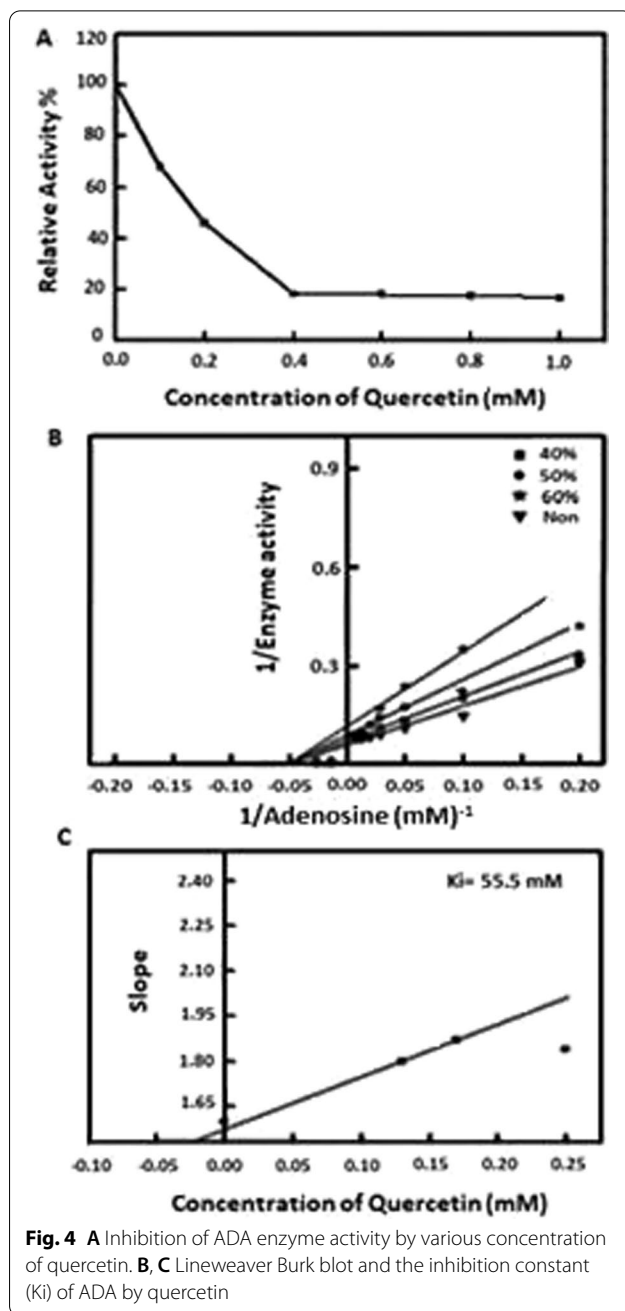 A
120
100
80
60
40
20
0
Relative Activity %
0.0 0.2 0.4 0.6 0.8 1.0
Concentration of Quercetin (mM)
B
0.9
0.6
0.3
1/Enzyme activity
40%
50%
60%
Non
-0.20 -0.15 -0.10 -0.05 0.00 0.05 0.10 0.15 0.20
1/Adenosine (mM)-1
C
Ki= 55.5 mM
2.40
2.25
2.10
1.95
1.80
1.65
Slope
-0.10 -0.05 0.00 0.05 0.10 0.15 0.20 0.25
Concentration of Quercetin (mM)
Fig. 4 A Inhibition of ADA enzyme activity by various concentration
of quercetin. B, C Lineweaver Burk blot and the inhibition constant
(Ki) of ADA by quercetin